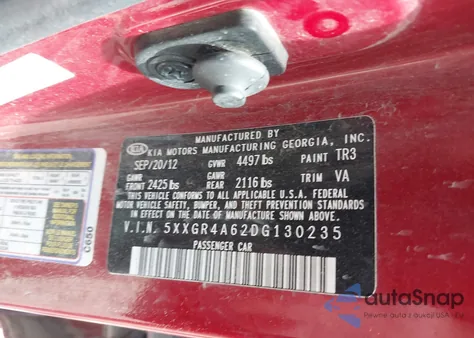 MANUFACTURED BY
KIA KIA MOTORS MANUFACTURING GEORGIA, INC.
SEP/20/12 GVWR 4497 lbs PAINT TR3
GAWR FRONT 2425 lbs GAWR REAR 2116 lbs TRIM VA
THIS VEHICLE CONFORMS TO ALL APPLICABLE U.S.A. FEDERAL
MOTOR VEHICLE SAFETY, BUMPER, AND
THEFT PREVENTION STANDARDS
IN EFFECT ON THE DATE OF MANUFACTURE SHOWN ABOVE.
V.I.N. 5XXGR4A62DG130235
PASSENGER CAR
C650
autoSnap